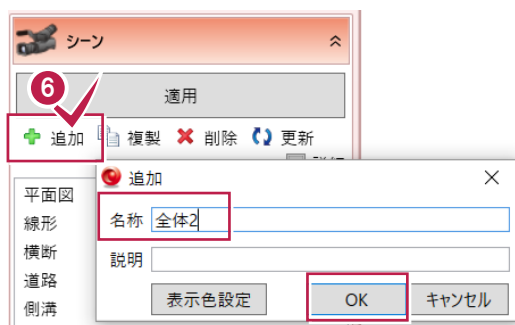 シーン
適用
6
追加 複製 削除 更新
追加
平面図
線形
横断
道路
側溝
名称 全体2
説明
表示色設定 OK キャンセル